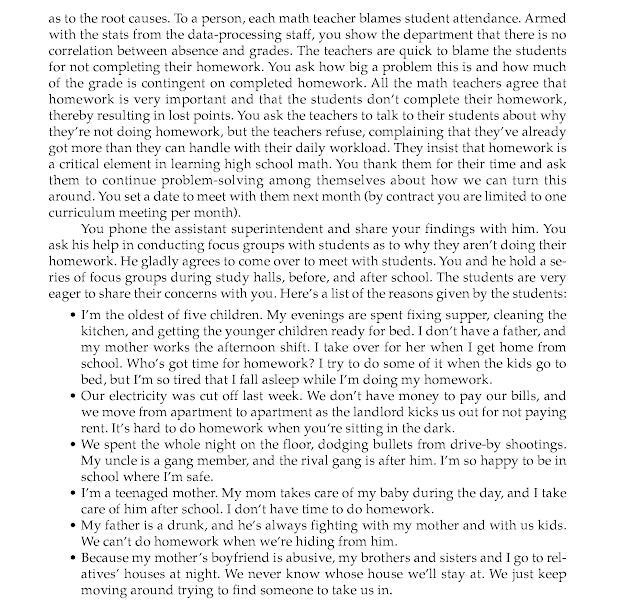 as to the root causes. To a person, each math teacher blames student attendance. Armed
with the stats from the data-processing staff, you show the department that there is no
correlation between absence and grades. The teachers are quick to blame the students
for not completing their homework. You ask how big a problem this is and how much
of the grade is contingent on completed homework. All the math teachers agree that
homework is very important and that the students don't complete their homework,
thereby resulting in lost points. You ask the teachers to talk to their students about why
they're not doing homework, but the teachers refuse, complaining that they've already
got more than they can handle with their daily workload. They insist that homework is
a critical element in learning high school math. You thank them for their time and ask
them to continue problem-solving among themselves about how we can turn this
around. You set a date to meet with them next month (by contract you are limited to one
curriculum meeting per month).
You phone the assistant superintendent and share your findings with him. You
ask his help in conducting focus groups with students as to why they aren't doing their
homework. He gladly agrees to come over to meet with students. You and he hold a se-
ries of focus groups during study halls, before, and after school. The students are very
eager to share their concerns with you. Here's a list of the reasons given by the students:
• I'm the oldest of five children. My evenings are spent fixing supper, cleaning the
kitchen, and getting the younger children ready for bed. I don't have a father, and
my mother works the afternoon shift. I take over for her when I get home from
school. Who's got time for homework? I try to do some of it when the kids go to
bed, but I'm so tired that I fall asleep while I'm doing my homework.
• Our electricity was cut off last week. We don't have money to pay our bills, and
we move from apartment to apartment as the landlord kicks us out for not paying
rent. It's hard to do homework when you're sitting in the dark.
• We spent the whole night on the floor, dodging bullets from drive-by shootings.
My uncle is a gang member, and the rival gang is after him. I'm so happy to be in
school where I'm safe.
• I'm a teenaged mother. My mom takes care of my baby during the day, and I take
care of him after school. I don't have time to do homework.
• My father is a drunk, and he's always fighting with my mother and with us kids.
We can't do homework when we're hiding from him.
• Because my mother's boyfriend is abusive, my brothers and sisters and I go to rel-
atives' houses at night. We never know whose house we'll stay at. We just keep
moving around trying to find someone to take us in.